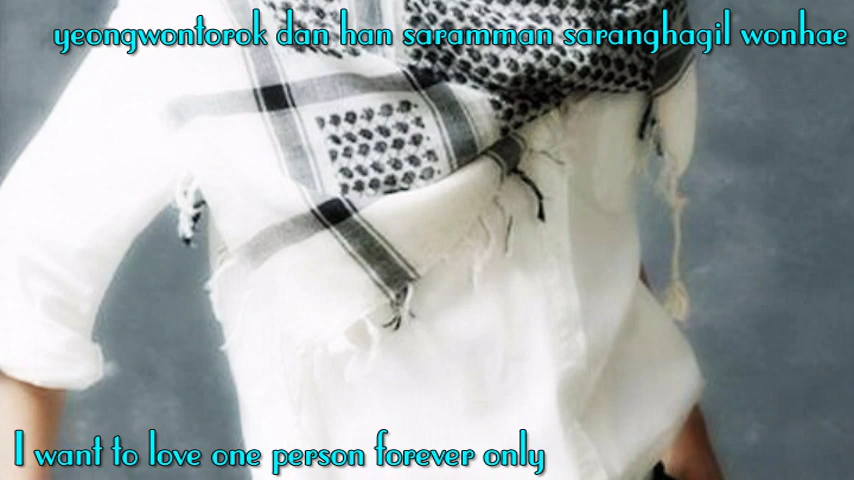 yeongwontorok dan han saramman saranghagil wonhae
I want to love one person forever only